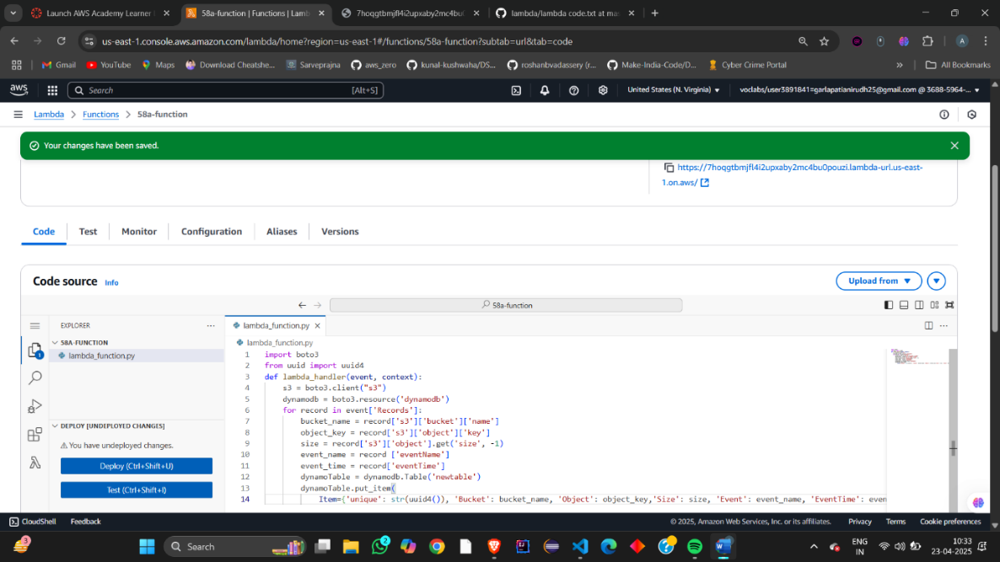 Launch AWS Academy Learner
58a-function | Functions | Lamb
7hoqgtbmjfl4i2upxaby2mc4bu
lambda/lambda code.txt at mas
us-east-1.console.aws.amazon.com/lambda/home?region=us-east-1#/functions/58a-function?subtab=url&tab=code
A
Gmail
YouTube
Maps
Download Cheatshe...
Sarveprajna
aws_zero
kunal-kushwaha/DS...
roshanbvadassery (r...
Make-India-Code/D...
Cyber Crime Portal
»
All Bookmarks
aws
Search
[Alt+S]
United States (N. Virginia)
voclabs/user3891841=garlapatianirudh25@gmail.com @ 3688-5964-...
Lambda > Functions > 58a-function
Your changes have been saved.
https://7hoqgtbmjfl4i2upxaby2mc4bu0pouzi.lambda-url.us-east-
1.on.aws/
Code
Test
Monitor
Configuration
Aliases
Versions
Code source Info
Upload from
58a-function
EXPLORER
58A-FUNCTION
lambda_function.py
1
DEPLOY [UNDEPLOYED CHANGES]
You have undeployed changes.
Deploy (Ctrl+Shift+U)
Test (Ctrl+Shift+I)
lambda_function.py
lambda_function.py
1 import boto3
2 from uuid import uuid4
3 def lambda_handler(event, context):
4 s3 = boto3.client("s3")
5 dynamodb = boto3.resource('dynamodb')
6 for record in event['Records']:
7 bucket_name = record['s3']['bucket']['name']
8 object_key = record['s3']['object']['key']
9 size = record['s3']['object'].get('size', -1)
10 event_name = record ['eventName']
11 event_time = record['eventTime']
12 dynamoTable = dynamodb.Table('newtable')
13 dynamoTable.put_item(
14 Item={'unique': str(uuid4()), 'Bucket': bucket_name, 'Object': object_key,'Size': size, 'Event': event_name, 'EventTime': even
CloudShell
Feedback
© 2025, Amazon Web Services, Inc. or its affiliates.
Privacy
Terms
Cookie preferences
3
Search
2
ENG
IN
10:33
23-04-2025